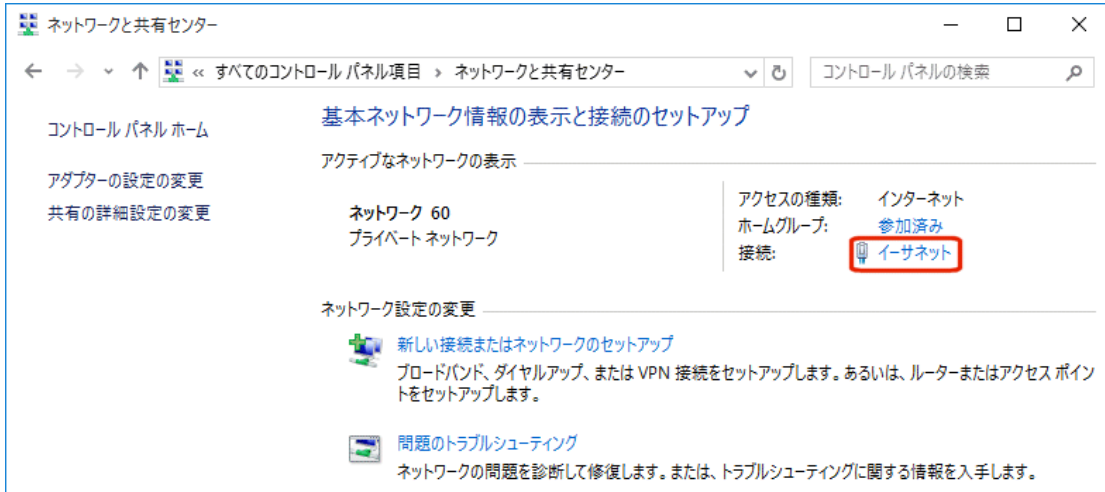 ネットワークと共有センター
« すべてのコントロール パネル項目 › ネットワークと共有センター
コントロール パネルの検索
コントロール パネル ホーム
アダプターの設定の変更
共有の詳細設定の変更
基本ネットワーク情報の表示と接続のセットアップ
アクティブなネットワークの表示
ネットワーク 60
プライベート ネットワーク
アクセスの種類: インターネット
ホームグループ: 参加済み
接続: イーサネット
ネットワーク設定の変更
新しい接続またはネットワークのセットアップ
ブロードバンド、ダイヤルアップ、または VPN 接続をセットアップします。あるいは、ルーターまたはアクセス ポイン
トをセットアップします。
問題のトラブルシューティング
ネットワークの問題を診断して修復します。または、トラブルシューティングに関する情報を入手します。